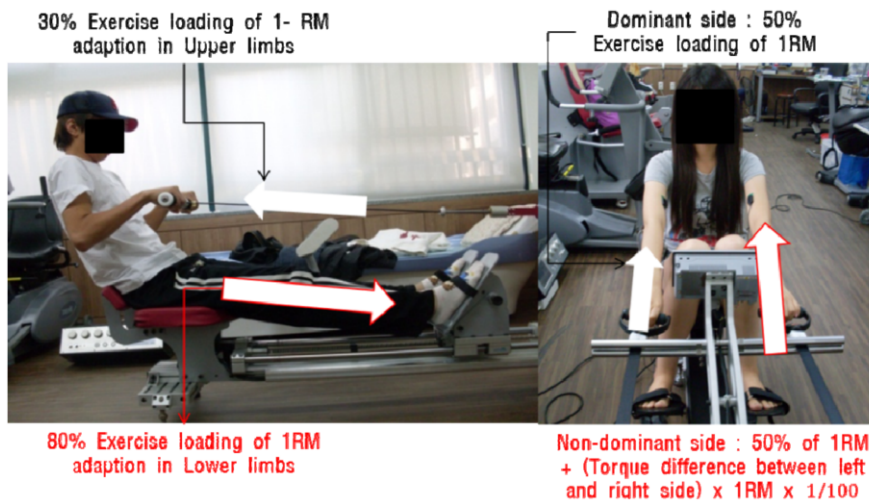 30% Exercise loading of 1- RM
adaption in Upper limbs
Dominant side : 50%
Exercise loading of 1RM
80% Exercise loading of 1RM
adaption in Lower limbs
Non-dominant side : 50% of 1RM
+ (Torque difference between left
and right side) x 1RM x 1/100